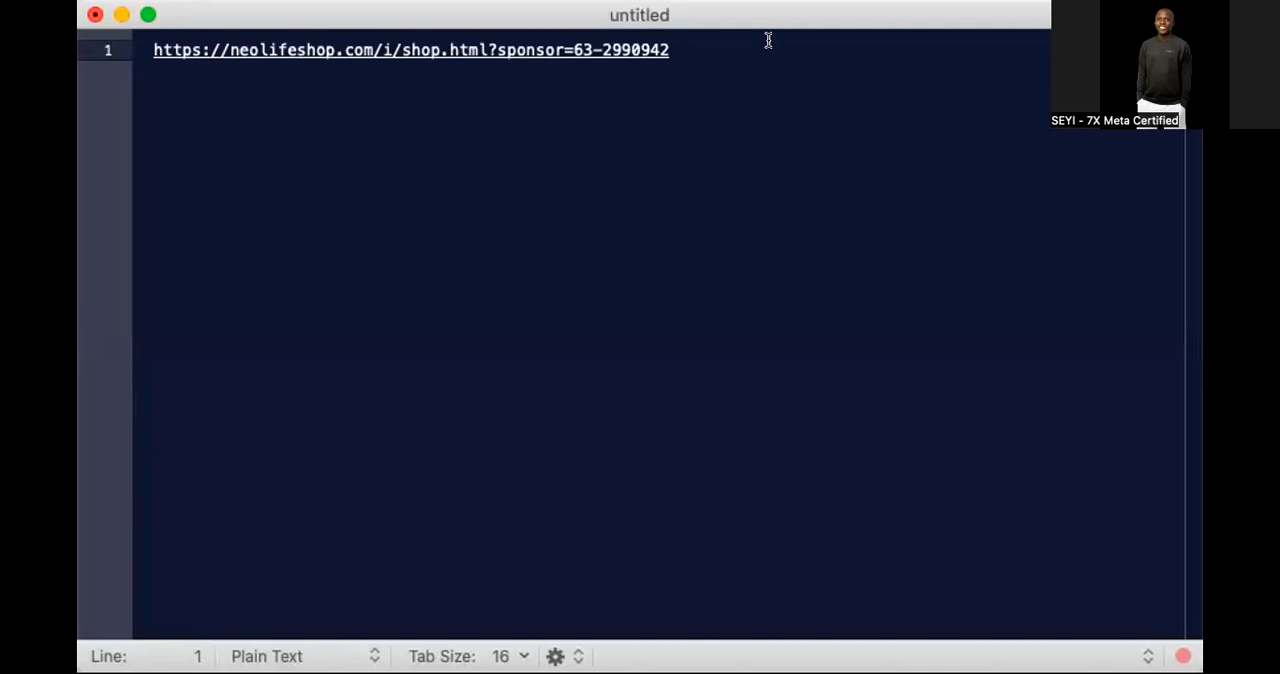 untitled
1 https://neolifeshop.com/i/shop.html?sponsor=63-2990942
SEYI - 7X Meta Certified
Line: 1 Plain Text Tab Size: 16